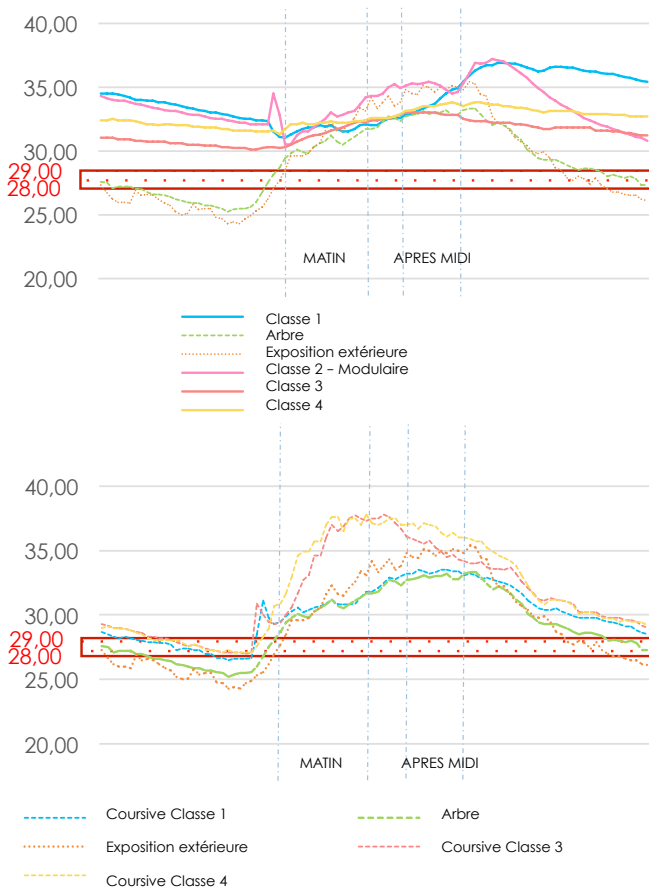 40,00
35,00
30,00
29,00
28,00
25,00
20,00
MATIN
APRES MIDI
Classe 1
Arbre
Exposition extérieure
Classe 2 – Modulaire
Classe 3
Classe 4
40,00
35,00
30,00
29,00
28,00
25,00
20,00
MATIN
APRES MIDI
Coursive Classe 1
Arbre
Exposition extérieure
Coursive Classe 3
Coursive Classe 4